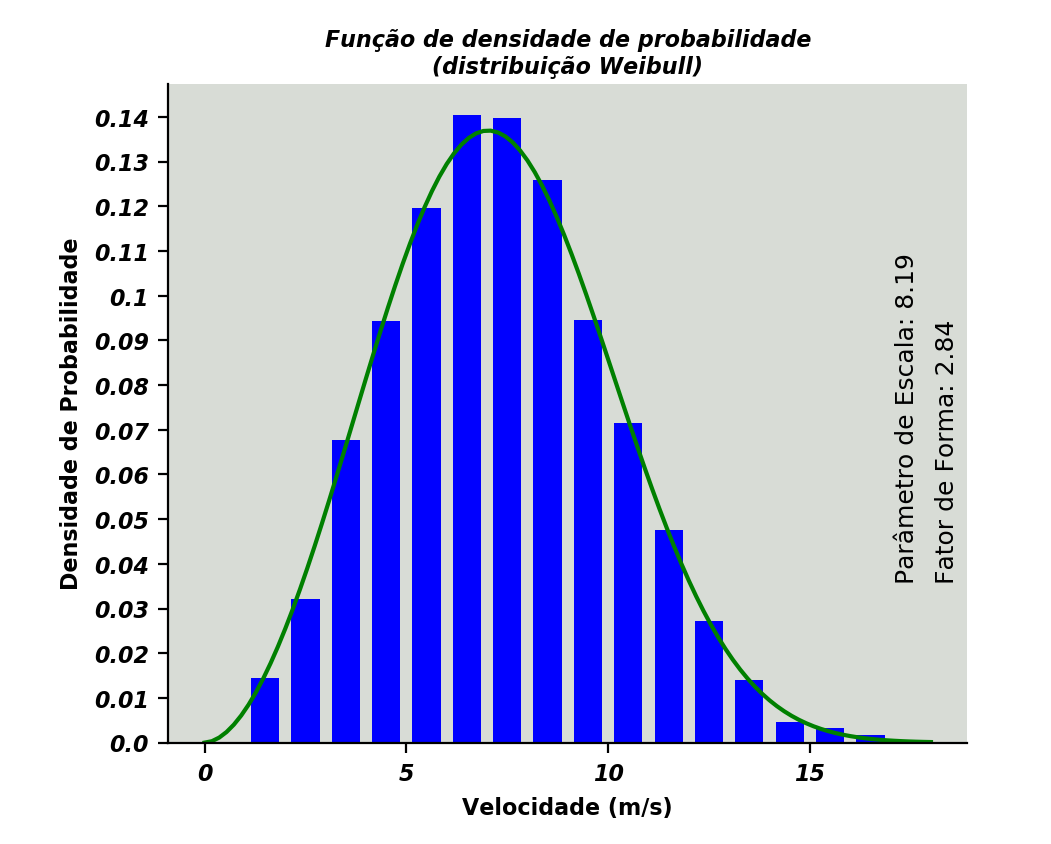 Função de densidade de probabilidade
(distribuição Weibull)
Densidade de Probabilidade
0.14
0.13
0.12
0.11
0.1
0.09
0.08
0.07
0.06
0.05
0.04
0.03
0.02
0.01
0.0
Parâmetro de Escala: 8.19
Fator de Forma: 2.84
0 5 10 15
Velocidade (m/s)